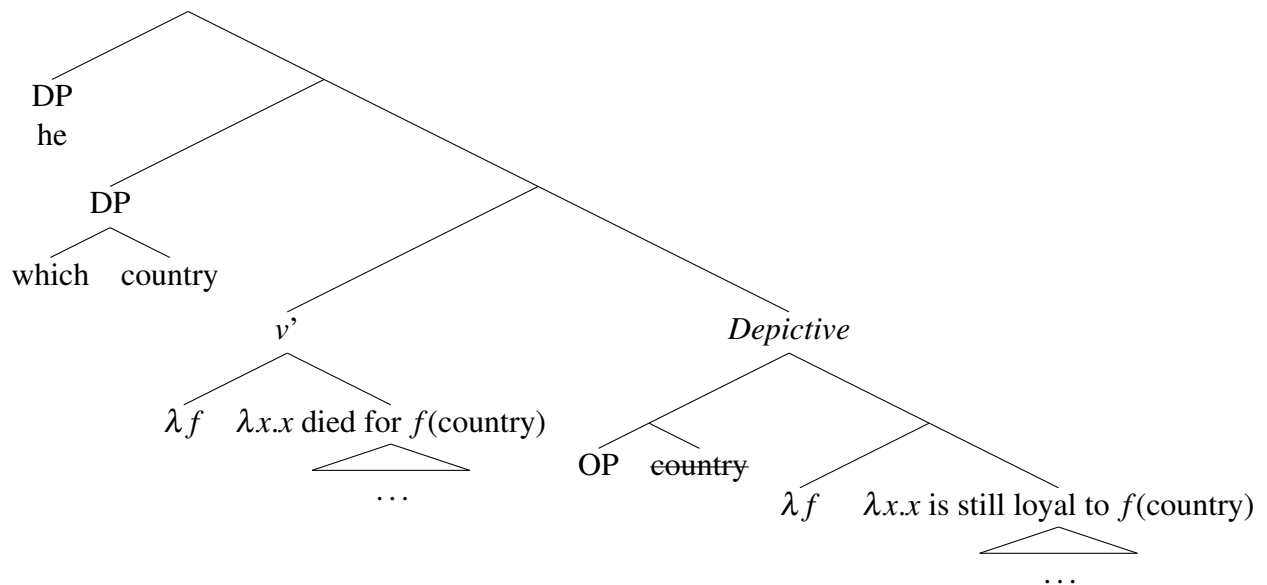 DP
he
DP
which country
v’ Depictive
λf λx.x died for f(country)
OP country
λf λx.x is still loyal to f(country)
…
…